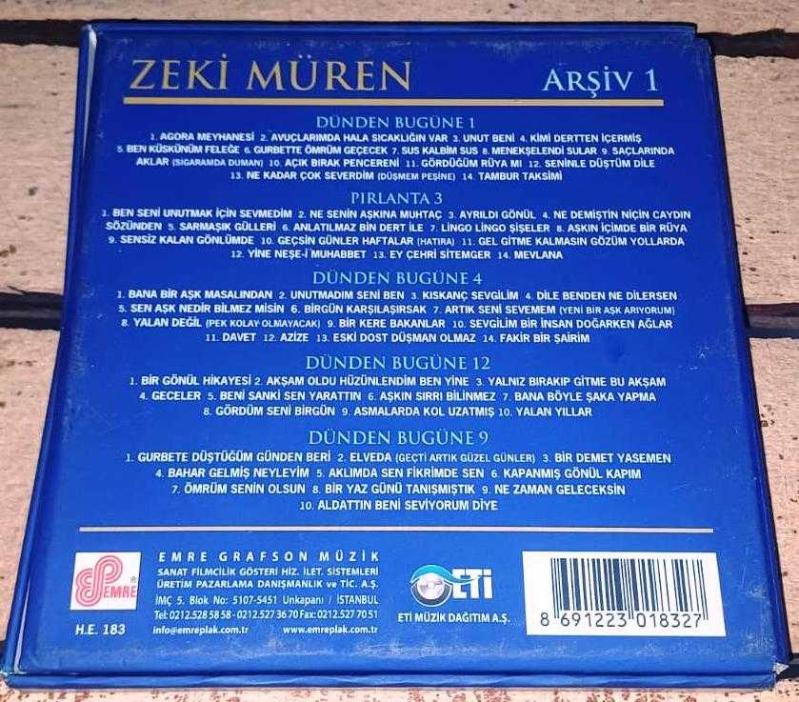 ZEKİ MÜREN ARŞİV 1
DÜNDEN BUGÜNE 1
1. AGORA MEYHANESİ 2. AVUÇLARIMDA HALA SICAKLIĞIN VAR 3. UNUT BENİ 4. KİMİ DERTTEN İÇERMİŞ
5. BEN KÜSKÜNÜM FELEĞE 6. GURBETTE ÖMRÜM GEÇECEK 7. SUS KALBİM SUS 8. MENEKŞELENDİ SULAR 9. SAÇLARINDA
AKLAR (SIGARAMDA DUMAN) 10. AÇIK BIRAK PENCERENİ 11. GÖRDÜĞÜM RÜYA MI 12. SENİNLE DÜŞTÜM DİLE
13. NE KADAR ÇOK SEVERDİM (DÜŞMEM PEŞİNE) 14. TAMBUR TAKSİMİ
PIRLANTA 3
1. BEN SENİ UNUTMAK İÇİN SEVMEDİM 2. NE SENİN AŞKINA MUHTAÇ 3. AYRILDI GÖNÜL 4. NE DEMİŞTİN NİÇİN CAYDIN
SÖZÜNDEN 5. SARMAŞIK GÜLLERİ 6. ANLATILMAZ BİN DERT İLE 7. LİNGO LİNGO ŞİŞELER 8. AŞKIN İÇİMDE BİR RÜYA
9. SENSİZ KALAN GÖNLÜMDE 10. GEÇSİN GÜNLER HAFTALAR (HATIRA) 11. GEL GİTME KALMASIN GÖZÜM YOLLARDA
12. YİNE NEŞE-İ MUHABBET 13. EY ÇEHRİ SİTEMGER 14. MEVLANA
DÜNDEN BUGÜNE 4
1. BANA BİR AŞK MASALINDAN 2. UNUTMADIM SENİ BEN 3. KISKANÇ SEVGİLİM 4. DİLE BENDEN NE DİLERSEN
5. SEN AŞK NEDİR BİLMEZ MİSİN 6. BİRGÜN KARŞILAŞIRSAK 7. ARTIK SENİ SEVEMEM (YENİ BİR AŞK ARIYORUM)
8. YALAN DEĞİL (PEK KOLAY OLMAYACAK) 9. BİR KERE BAKANLAR 10. SEVGİLİM BİR İNSAN DOĞARKEN AĞLAR
11. DAVET 12. AZİZE 13. ESKİ DOST DÜŞMAN OLMAZ 14. FAKİR BİR ŞAİRİM
DÜNDEN BUGÜNE 12
1. BİR GÖNÜL HİKAYESİ 2. AKŞAM OLDU HÜZÜNLENDİM BEN YİNE 3. YALNIZ BIRAKIP GİTME BU AKŞAM
4. GECELER 5. BENİ SANKİ SEN YARATTIN 6. AŞKIN SIRRI BİLİNMEZ 7. BANA BÖYLE ŞAKA YAPMA
8. GÖRDÜM SENİ BİRGÜN 9. ASMALARDA KOL UZATMIŞ 10. YALAN YILLAR
DÜNDEN BUGÜNE 9
1. GURBETE DÜŞTÜĞÜM GÜNDEN BERİ 2. ELVEDA (GEÇTİ ARTIK GÜZEL GÜNLER) 3. BİR DEMET YASEMEN
4. BAHAR GELMİŞ NEYLEYİM 5. AKLIMDA SEN FİKRİMDE SEN 6. KAPANMIŞ GÖNÜL KAPIM
7. ÖMRÜM SENİN OLSUN 8. BİR YAZ GÜNÜ TANIŞMIŞTIK 9. NE ZAMAN GELECEKSİN
10. ALDATTIN BENİ SEVİYORUM DİYE
EMRE
H.E. 183
EMRE GRAFSON MÜZİK
SANAT FİLMCİLİK GÖSTERİ HİZ. İLET. SİSTEMLERİ
ÜRETİM PAZARLAMA DANIŞMANLIK ve TİC. A.Ş.
İMÇ 5. Blok No: 5107-5451 Unkapanı / İSTANBUL
Tel: 0212.528 58 58 - 0212.527 36 70 Fax: 0212.527 70 51
info@emreplak.com.tr www.emreplak.com.tr
ETİ
ETİ MÜZİK DAĞITIM A.Ş.
8 691223 018327